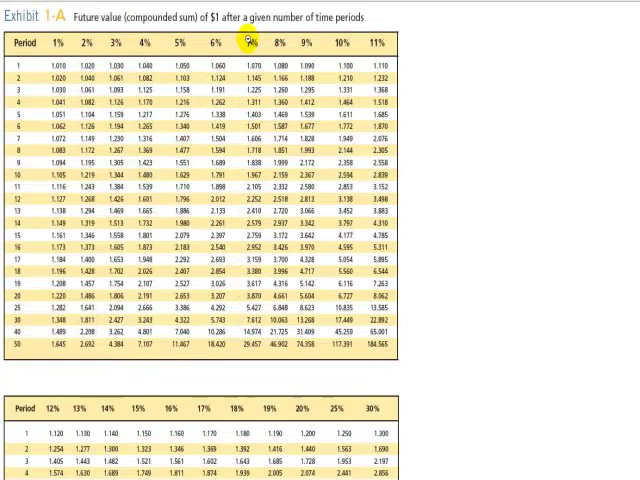 Exhibit 1-A Future value (compounded sum) of $1 after a given number of time periods
Period 1% 2% 3% 4% 5% 6% 7% 8% 9% 10% 11%
1 1.010 1.020 1.030 1.040 1.050 1.060 1.070 1.080 1.090 1.100 1.110
2 1.020 1.040 1.061 1.082 1.103 1.124 1.145 1.166 1.188 1.210 1.232
3 1.030 1.061 1.093 1.125 1.158 1.191 1.225 1.260 1.295 1.331 1.368
4 1.041 1.082 1.126 1.170 1.216 1.262 1.311 1.360 1.412 1.464 1.518
5 1.051 1.104 1.159 1.217 1.276 1.338 1.403 1.469 1.539 1.611 1.685
6 1.062 1.126 1.194 1.265 1.340 1.419 1.501 1.587 1.677 1.772 1.870
7 1.072 1.149 1.230 1.316 1.407 1.504 1.606 1.714 1.828 1.949 2.076
8 1.083 1.172 1.267 1.369 1.477 1.594 1.718 1.851 1.993 2.144 2.305
9 1.094 1.195 1.305 1.423 1.551 1.689 1.838 1.999 2.172 2.358 2.558
10 1.105 1.219 1.344 1.480 1.629 1.791 1.967 2.159 2.367 2.594 2.839
11 1.116 1.243 1.384 1.539 1.710 1.898 2.105 2.332 2.580 2.853 3.152
12 1.127 1.268 1.426 1.601 1.796 2.012 2.252 2.518 2.813 3.138 3.498
13 1.138 1.294 1.469 1.665 1.886 2.133 2.410 2.720 3.066 3.452 3.883
14 1.149 1.319 1.513 1.732 1.980 2.261 2.579 2.937 3.342 3.797 4.310
15 1.161 1.346 1.558 1.801 2.079 2.397 2.759 3.172 3.642 4.177 4.785
16 1.173 1.373 1.605 1.873 2.183 2.540 2.952 3.426 3.970 4.595 5.311
17 1.184 1.400 1.653 1.948 2.292 2.693 3.159 3.700 4.328 5.054 5.895
18 1.196 1.428 1.702 2.026 2.407 2.854 3.380 3.996 4.717 5.560 6.544
19 1.208 1.457 1.754 2.107 2.527 3.026 3.617 4.316 5.142 6.116 7.263
20 1.220 1.486 1.806 2.191 2.653 3.207 3.870 4.661 5.604 6.727 8.062
25 1.282 1.641 2.094 2.666 3.386 4.292 5.427 6.848 8.623 10.835 13.585
30 1.348 1.811 2.427 3.243 4.322 5.743 7.612 10.063 13.268 17.449 22.892
40 1.489 2.208 3.262 4.801 7.040 10.286 14.974 21.725 31.409 45.259 65.001
50 1.645 2.692 4.384 7.107 11.467 18.420 29.457 46.902 74.358 117.391 184.565
Period 12% 13% 14% 15% 16% 17% 18% 19% 20% 25% 30%
1 1.120 1.130 1.140 1.150 1.160 1.170 1.180 1.190 1.200 1.250 1.300
2 1.254 1.277 1.300 1.323 1.346 1.369 1.392 1.416 1.440 1.563 1.690
3 1.405 1.443 1.482 1.521 1.561 1.602 1.643 1.685 1.728 1.953 2.197
4 1.574 1.630 1.689 1.749 1.811 1.874 1.939 2.005 2.074 2.441 2.856